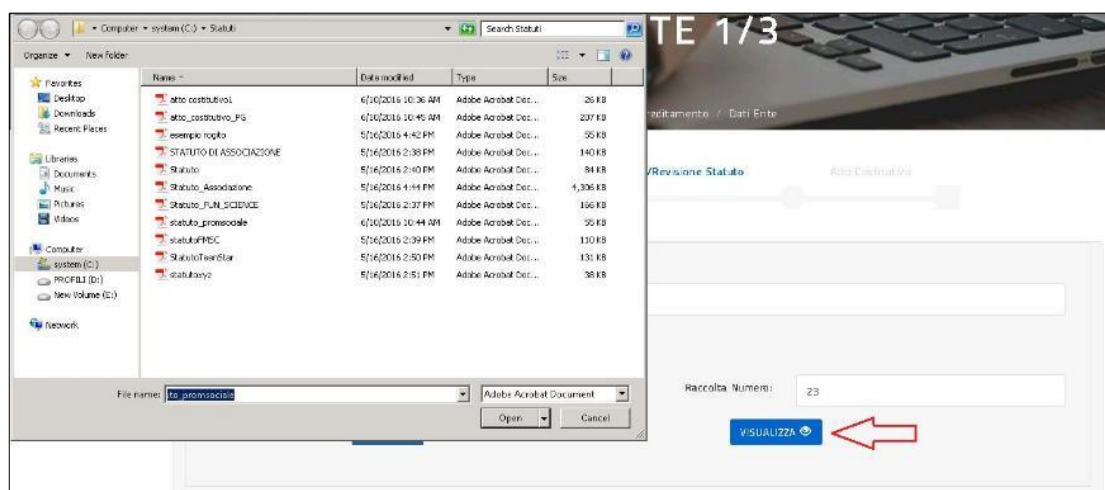 Computer ▾ system (C:) ▾ Statuti
Search Statuti
Organize ▾ New folder
Favorites
Desktop
Downloads
Recent Places
Libraries
Documents
Music
Pictures
Videos
Computer
system (C:)
PROFILI (D:)
New Volume (E:)
Network
Name Date modified Type Size
atto costitutivo1 6/10/2016 10:36 AM Adobe Acrobat Doc... 26 KB
atto_costitutivo_PG 6/10/2016 10:45 AM Adobe Acrobat Doc... 207 KB
esempio rogito 5/16/2016 4:42 PM Adobe Acrobat Doc... 55 KB
STATUTO DI ASSOCIAZIONE 5/16/2016 2:38 PM Adobe Acrobat Doc... 140 KB
Statuto 5/16/2016 2:40 PM Adobe Acrobat Doc... 84 KB
Statuto_Associazione 5/16/2016 4:44 PM Adobe Acrobat Doc... 4,306 KB
Statuto_FUN_SCIENCE 5/16/2016 2:37 PM Adobe Acrobat Doc... 166 KB
statuto_promsociale 6/10/2016 10:44 AM Adobe Acrobat Doc... 55 KB
statutoFMSC 5/16/2016 2:39 PM Adobe Acrobat Doc... 110 KB
StatutoTeenStar 5/16/2016 2:50 PM Adobe Acrobat Doc... 131 KB
statutoxyz 5/16/2016 2:51 PM Adobe Acrobat Doc... 38 KB
File name: ito_promsociale
Adobe Acrobat Document
Open Cancel
TE 1/3
reditamento / Dati Ente
/Revisione Statuto
Atto Costitutivo
Raccolta Numero: 23
VISUALIZZA